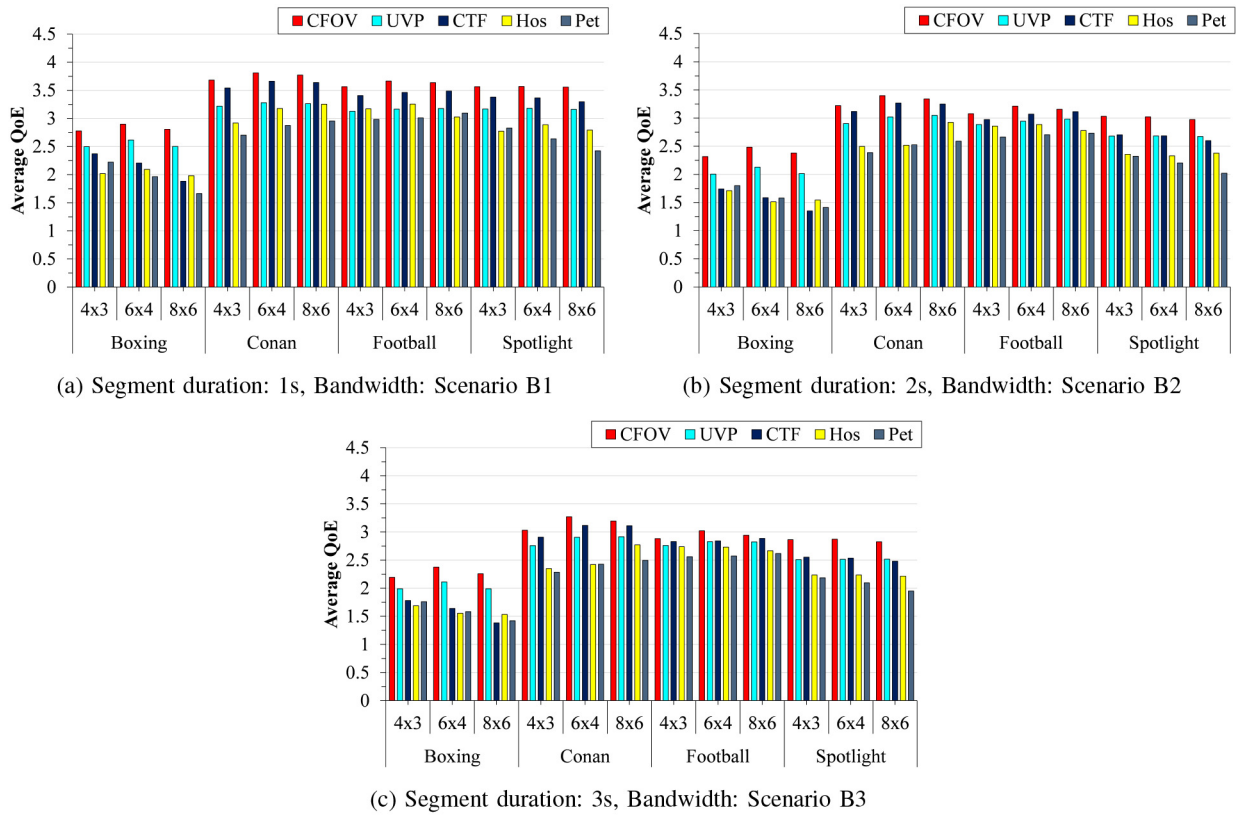 CFOV UVP CTF Hos Pet
4.5
4
3.5
3
2.5
2
1.5
1
0.5
0
Average QoE
4x3 6x4 8x6 4x3 6x4 8x6 4x3 6x4 8x6 4x3 6x4 8x6
Boxing Conan Football Spotlight
(a) Segment duration: 1s, Bandwidth: Scenario B1
CFOV UVP CTF Hos Pet
4.5
4
3.5
3
2.5
2
1.5
1
0.5
0
Average QoE
4x3 6x4 8x6 4x3 6x4 8x6 4x3 6x4 8x6 4x3 6x4 8x6
Boxing Conan Football Spotlight
(b) Segment duration: 2s, Bandwidth: Scenario B2
CFOV UVP CTF Hos Pet
4.5
4
3.5
3
2.5
2
1.5
1
0.5
0
Average QoE
4x3 6x4 8x6 4x3 6x4 8x6 4x3 6x4 8x6 4x3 6x4 8x6
Boxing Conan Football Spotlight
(c) Segment duration: 3s, Bandwidth: Scenario B3